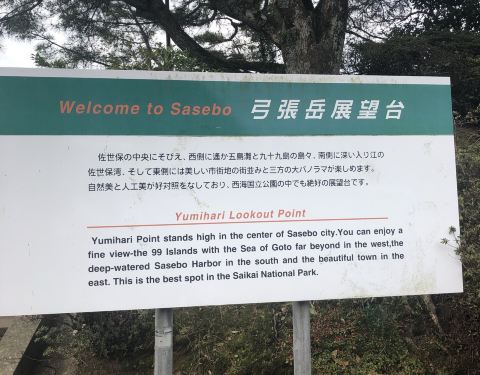 Welcome to Sasebo 弓張岳展望台
佐世保の中央にそびえ、西側に遙か五島灘と九十九島の島々、南側に深い入り江の
佐世保湾、そして東側には美しい市街地の街並みと三方の大パノラマが楽しめます。
自然美と人工美が好対照をなしており、西海国立公園の中でも絶好の展望台です。
Yumihari Lookout Point
Yumihari Point stands high in the center of Sasebo city.You can enjoy a
fine view-the 99 Islands with the Sea of Goto far beyond in the west,the
deep-watered Sasebo Harbor in the south and the beautiful town in the
east. This is the best spot in the Saikai National Park.